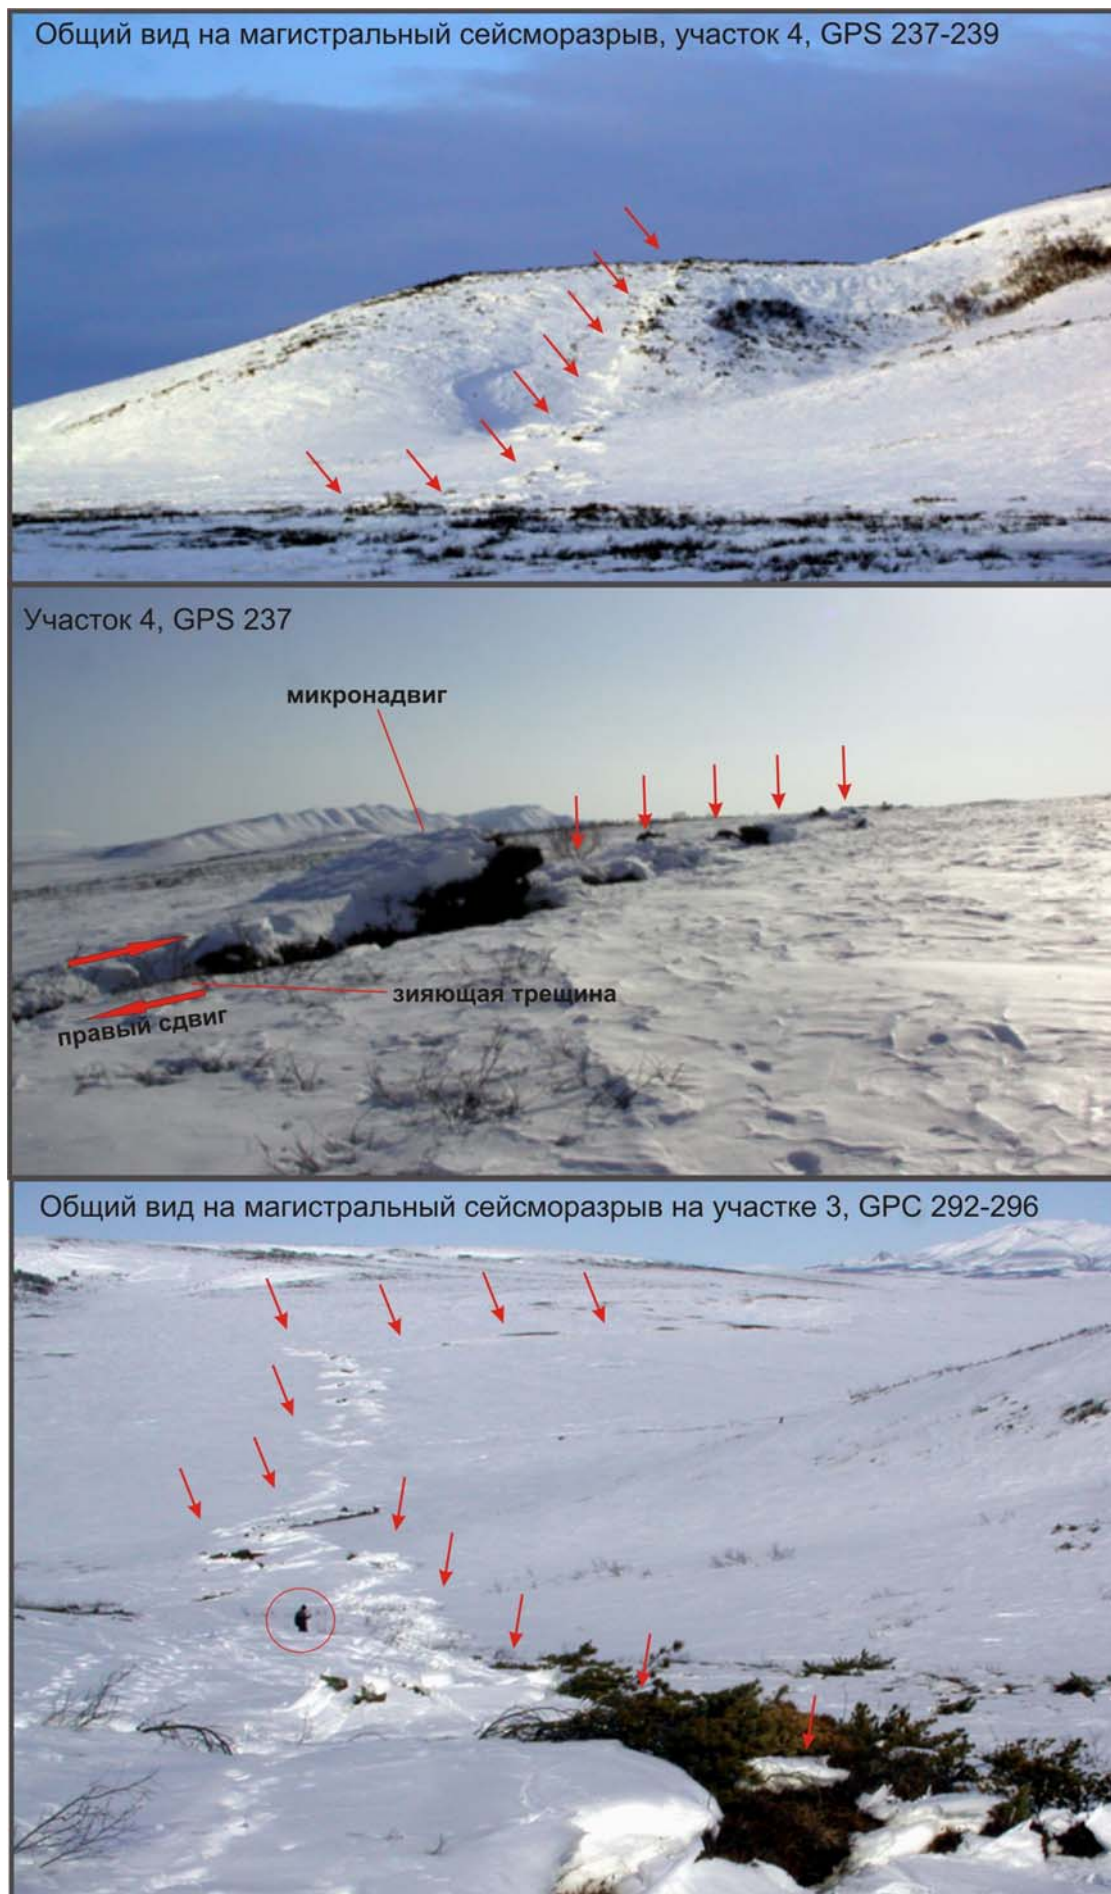 Общий вид на магистральный сейсморазрыв, участок 4, GPS 237-239
Участок 4, GPS 237
микронадвиг
зияющая трещина
правый сдвиг
Общий вид на магистральный сейсморазрыв на участке 3, GPC 292-296